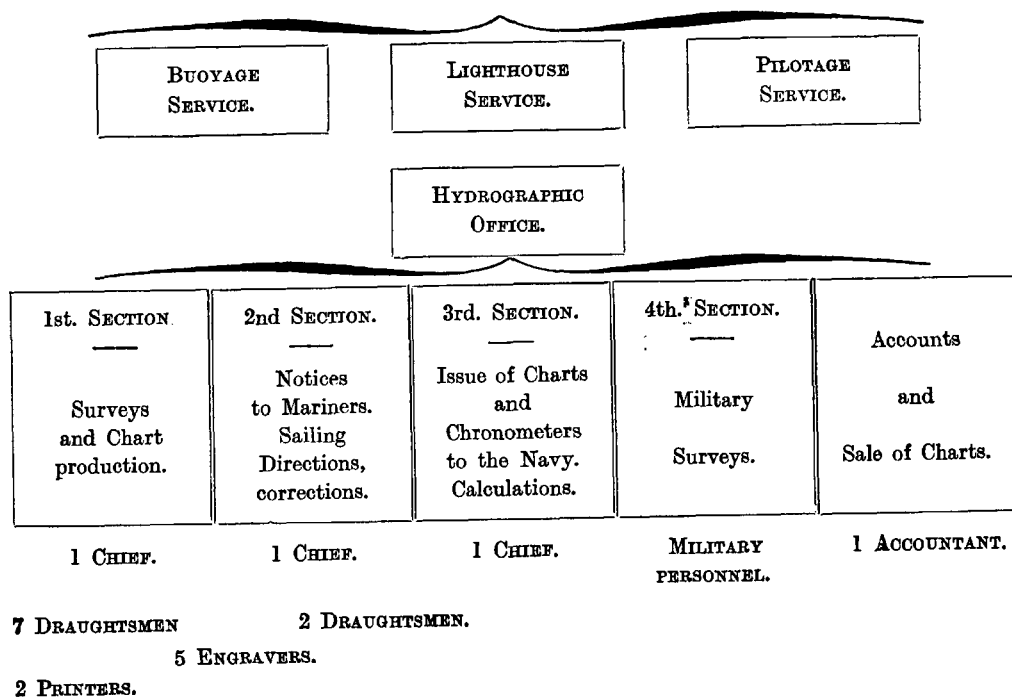 BUOYAGE
SERVICE.
LIGHTHOUSE
SERVICE.
PILOTAGE
SERVICE.
HYDROGRAPHIC
OFFICE.
1st. SECTION
Surveys
and Chart
production.
2nd SECTION.
Notices
to Mariners.
Sailing
Directions,
corrections.
3rd. SECTION.
Issue of Charts
and
Chronometers
to the Navy.
Calculations.
4th. SECTION.
Military
Surveys.
Accounts
and
Sale of Charts.
1 CHIEF.
1 CHIEF.
1 CHIEF.
MILITARY
PERSONNEL.
1 ACCOUNTANT.
7 DRAUGHTSMEN
2 DRAUGHTSMEN.
5 ENGRAVERS.
2 PRINTERS.